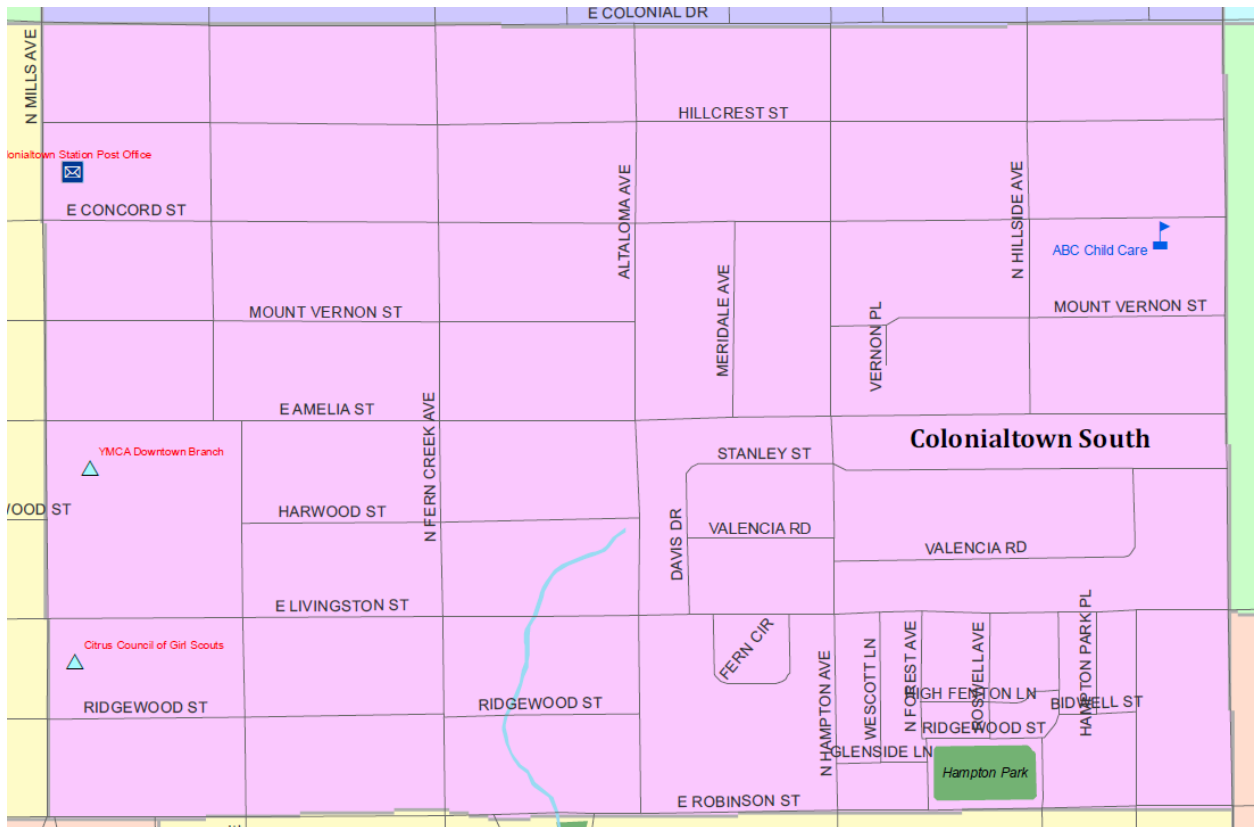 E COLONIAL DR
N MILLS AVE
HILLCREST ST
lonialtown Station Post Office
E CONCORD ST
ALTALOMA AVE
N HILLSIDE AVE
ABC Child Care
MOUNT VERNON ST
MERIDALE AVE
VERNON PL
MOUNT VERNON ST
E AMELIA ST
N FERN CREEK AVE
Colonialtown South
YMCA Downtown Branch
STANLEY ST
WOOD ST
HARWOOD ST
DAVIS DR
VALENCIA RD
VALENCIA RD
E LIVINGSTON ST
FERN CIR
HAMPTON PARK PL
Citrus Council of Girl Scouts
N HAMPTON AVE
WESCOTT LN
N FOREST AVE
ROSWELL AVE
HIGH FENTON LN
RIDGEWOOD ST
RIDGEWOOD ST
BIDWELL ST
RIDGEWOOD ST
GLENSIDE LN
Hampton Park
E ROBINSON ST